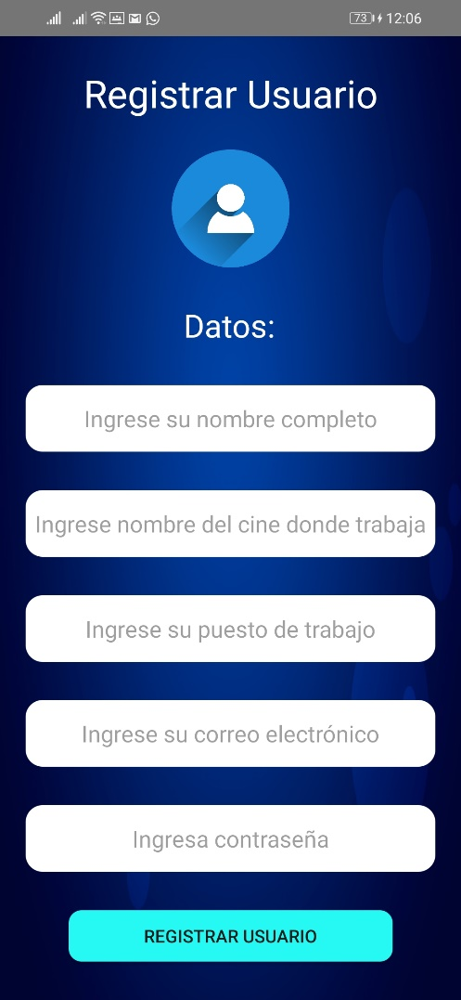 73 12:06
Registrar Usuario
Datos:
Ingrese su nombre completo
Ingrese nombre del cine donde trabaja
Ingrese su puesto de trabajo
Ingrese su correo electrónico
Ingresa contraseña
REGISTRAR USUARIO